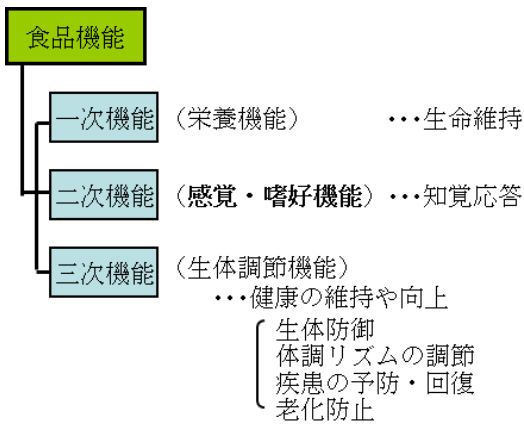 食品機能
一次機能（栄養機能）　　･･･生命維持
二次機能（感覚・嗜好機能）･･･知覚応答
三次機能（生体調節機能）
･･･健康の維持や向上
生体防御
体調リズムの調節
疾患の予防・回復
老化防止